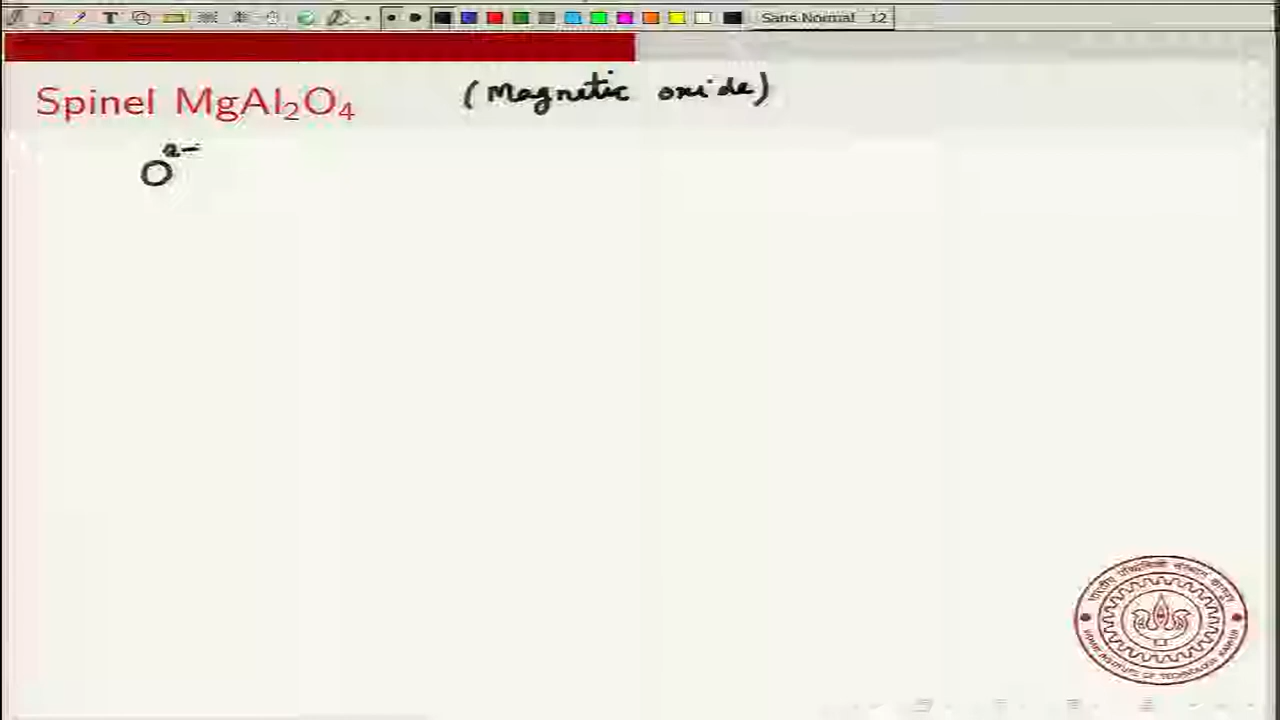 Sans Normal 12
Spinel MgAl₂O₄ (Magnetic oxide)
O²⁻